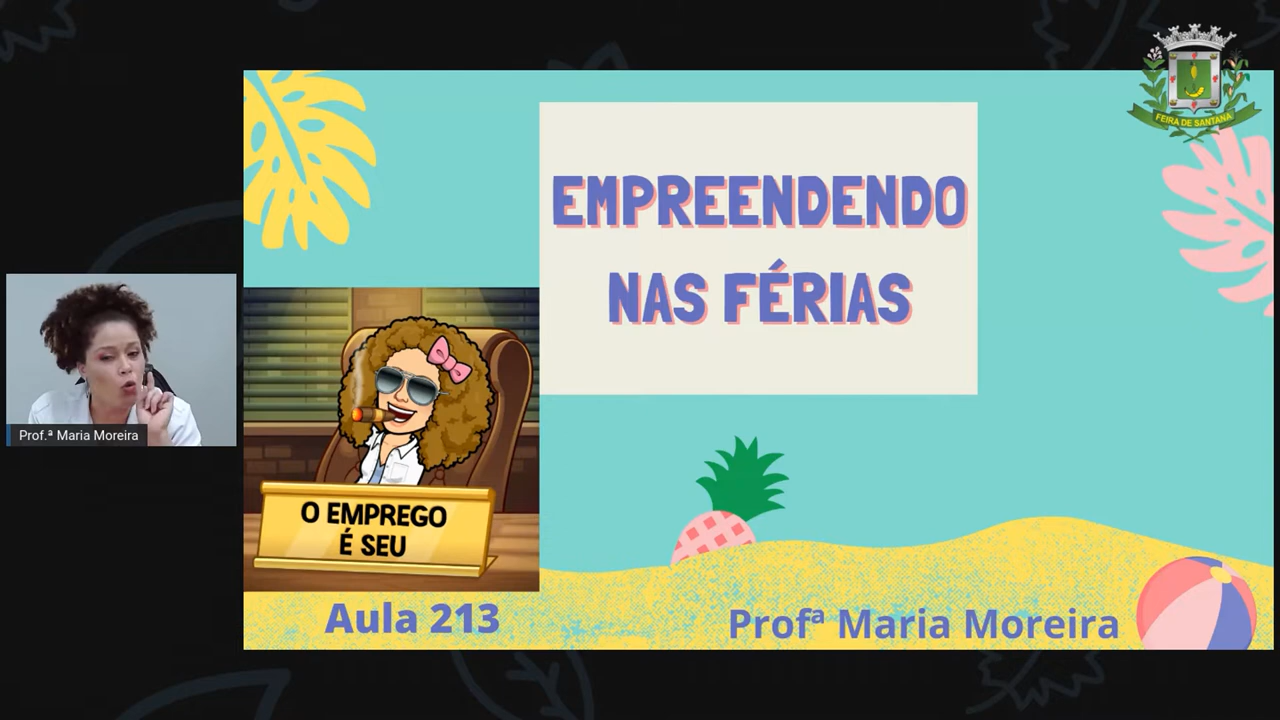 FEIRA DE SANTANA
EMPREENDENDO
NAS FÉRIAS
Prof.ª Maria Moreira
O EMPREGO
É SEU
Aula 213
Profª Maria Moreira